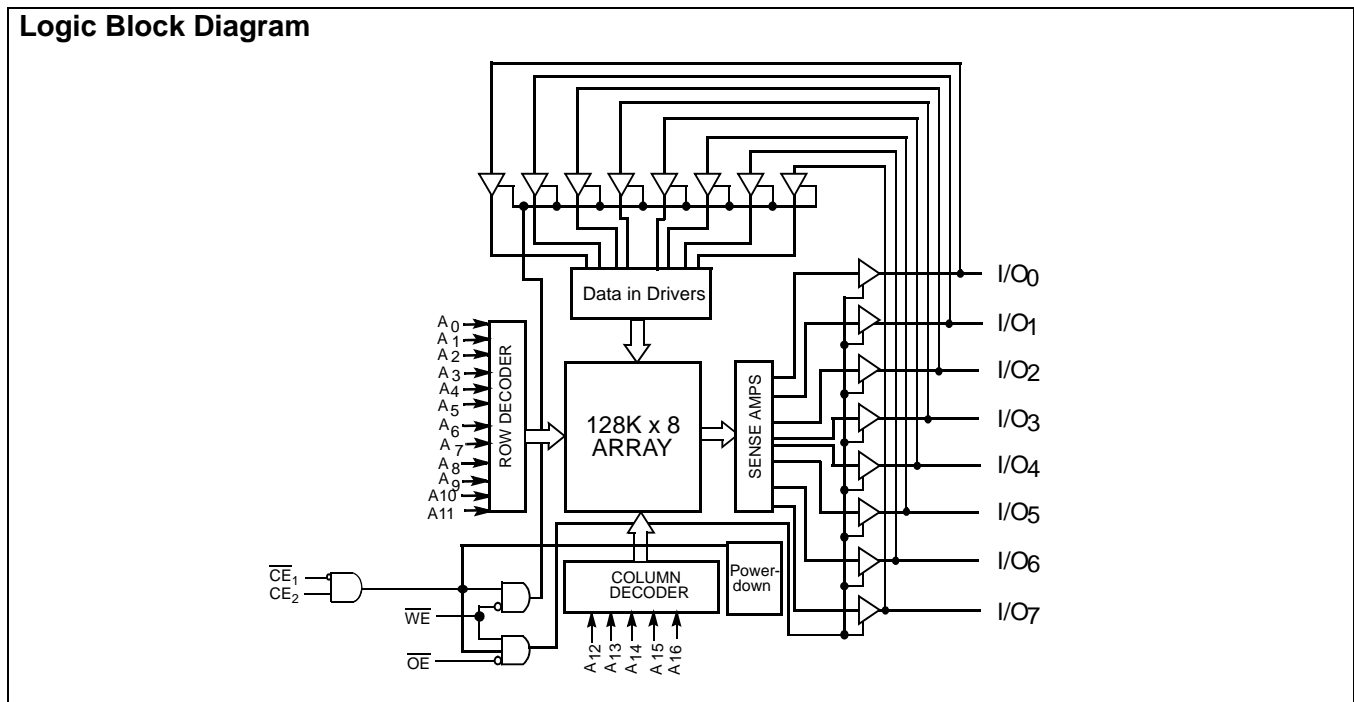 Logic Block Diagram
Data in Drivers
I/O0
I/O1
I/O2
I/O3
I/O4
I/O5
I/O6
I/O7
A0
A1
A2
A3
A4
A5
A6
A7
A8
A9
A10
A11
ROW DECODER
128K x 8
ARRAY
SENSE AMPS
COLUMN
DECODER
Power-
down
CE1
CE2
WE
OE
A12
A13
A14
A15
A16